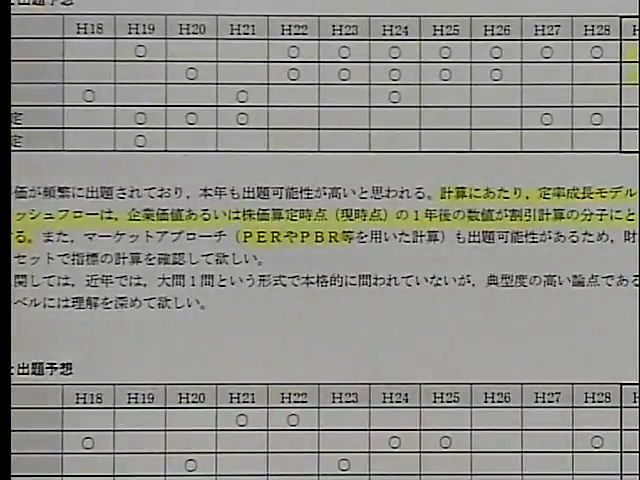 出題予想
H18 H19 H20 H21 H22 H23 H24 H25 H26 H27 H28 H
○ ○ ○ ○ ○ ○ ○ ○
○ ○ ○ ○ ○ ○
○ ○ ○
定 ○ ○ ○ ○ ○
定 ○
価が頻繁に出題されており，本年も出題可能性が高いと思われる。計算にあたり，定率成長モデル
ッシュフローは，企業価値あるいは株価算定時点（現時点）の１年後の数値が割引計算の分子にと
る。また，マーケットアプローチ（ＰＥＲやＰＢＲ等を用いた計算）も出題可能性があるため，財
セットで指標の計算を確認して欲しい。
関しては，近年では，大問１問という形式で本格的に問われていないが，典型度の高い論点である
ベルには理解を深めて欲しい。
と出題予想
H18 H19 H20 H21 H22 H23 H24 H25 H26 H27 H28 H
○ ○
○ ○ ○ ○
○ ○